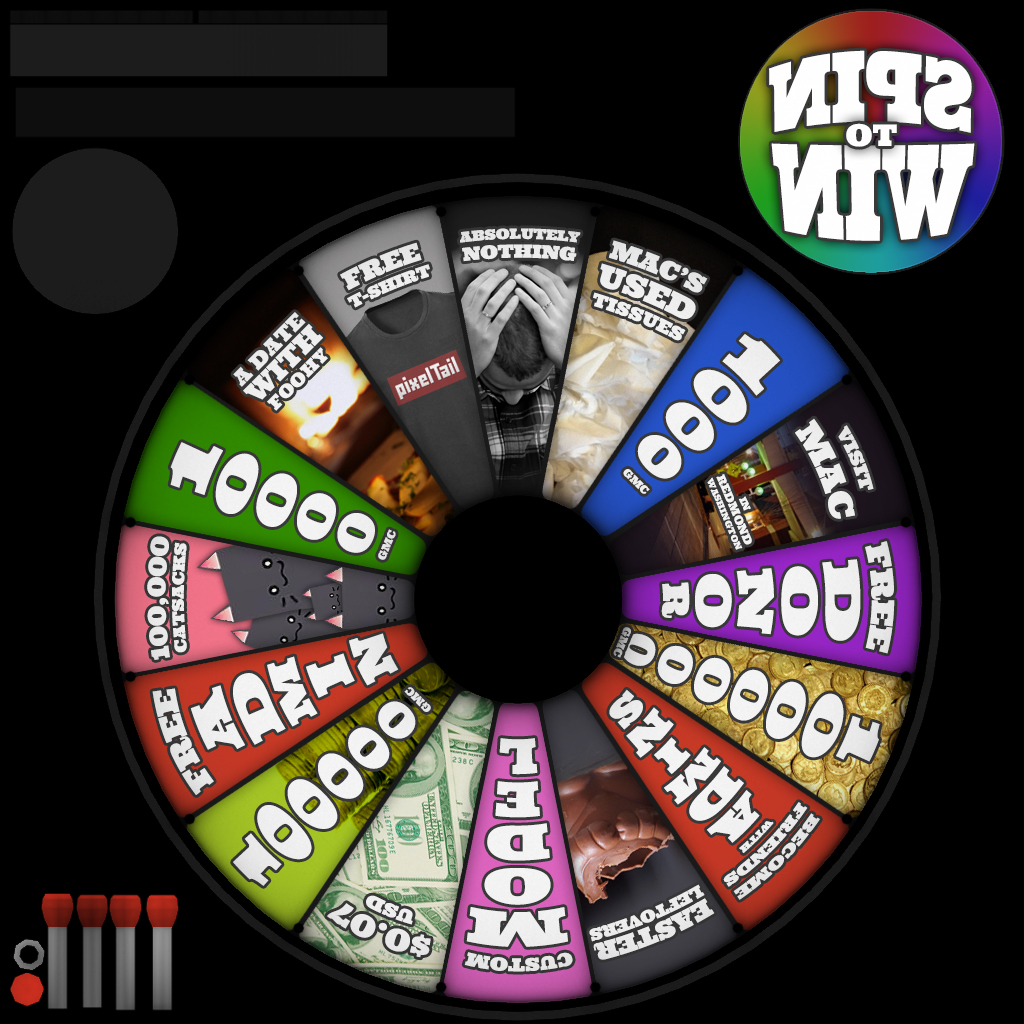 SPIN
TO
WIN
ABSOLUTELY
NOTHING
MAC'S
USED
TISSUES
1000
GMC
VISIT
MAC
IN
REDMOND
WASHINGTON
FREE
DONOR
100000
GMC
BECOME
FRIENDS
WITH
AZUISLEET
EASTER
LEFTOVERS
CUSTOM
MODEL
$0.07
USD
100000
GMC
FREE
ADMIN
100,000
CATSACKS
10000
GMC
A DATE
WITH
FOOHY
FREE
T-SHIRT
pixelTail